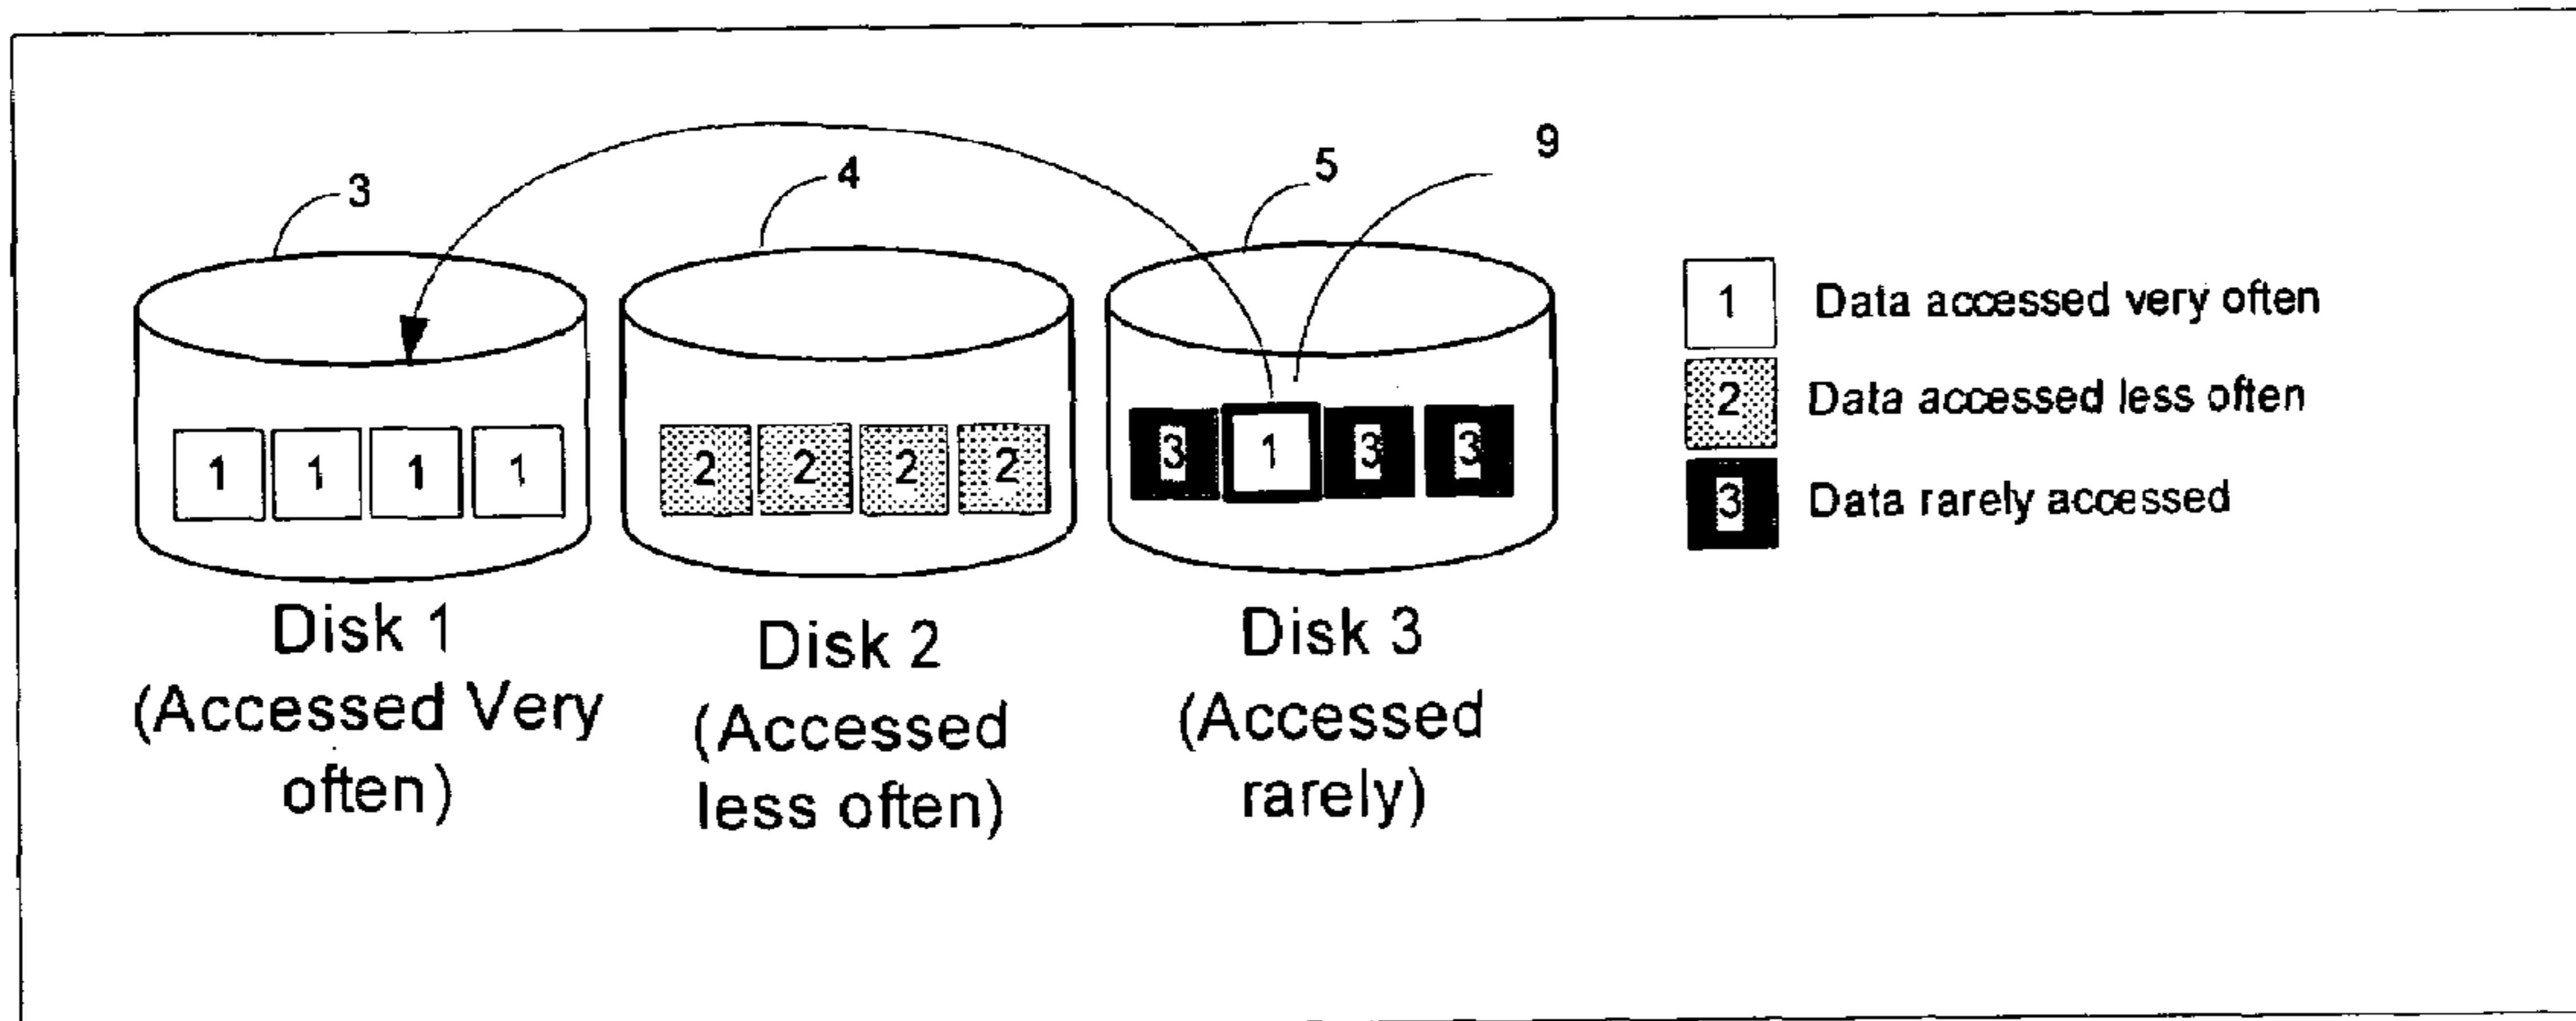 3
4
5
9
1 1 1 1
2 2 2 2
3 1 3 3
1 Data accessed very often
2 Data accessed less often
3 Data rarely accessed
Disk 1
(Accessed Very
often)
Disk 2
(Accessed
less often)
Disk 3
(Accessed
rarely)